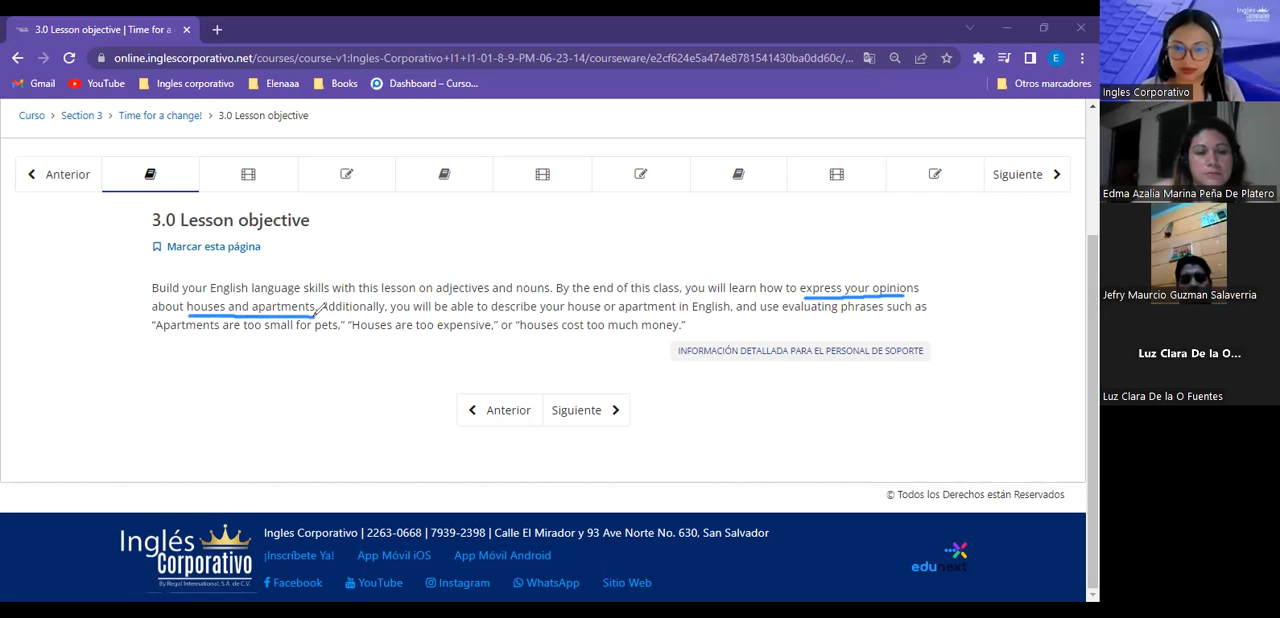 3.0 Lesson objective | Time for a
online.inglescorporativo.net/courses/course-v1:Ingles-Corporativo+I1+I1-01-8-9-PM-06-23-14/courseware/e2cf624e5a474e8781541430ba0dd60c/...
E
Gmail
YouTube
Ingles corporativo
Elenaaa
Books
Dashboard – Curso...
Otros marcadores
Curso > Section 3 > Time for a change! > 3.0 Lesson objective
Anterior
Siguiente
3.0 Lesson objective
Marcar esta página
Build your English language skills with this lesson on adjectives and nouns. By the end of this class, you will learn how to express your opinions
about houses and apartments. Additionally, you will be able to describe your house or apartment in English, and use evaluating phrases such as
“Apartments are too small for pets,” “Houses are too expensive,” or “houses cost too much money.”
INFORMACIÓN DETALLADA PARA EL PERSONAL DE SOPORTE
Anterior
Siguiente
© Todos los Derechos están Reservados
Inglés Corporativo
By Regal International, S.A. de C.V.
Ingles Corporativo | 2263-0668 | 7939-2398 | Calle El Mirador y 93 Ave Norte No. 630, San Salvador
¡Inscríbete Ya!
App Móvil iOS
App Móvil Android
Facebook
YouTube
Instagram
WhatsApp
Sitio Web
edunext
Inglés
Corporativo
Ingles Corporativo
Edma Azalia Marina Peña De Platero
Jefry Maurcio Guzman Salaverria
Luz Clara De la O...
Luz Clara De la O Fuentes